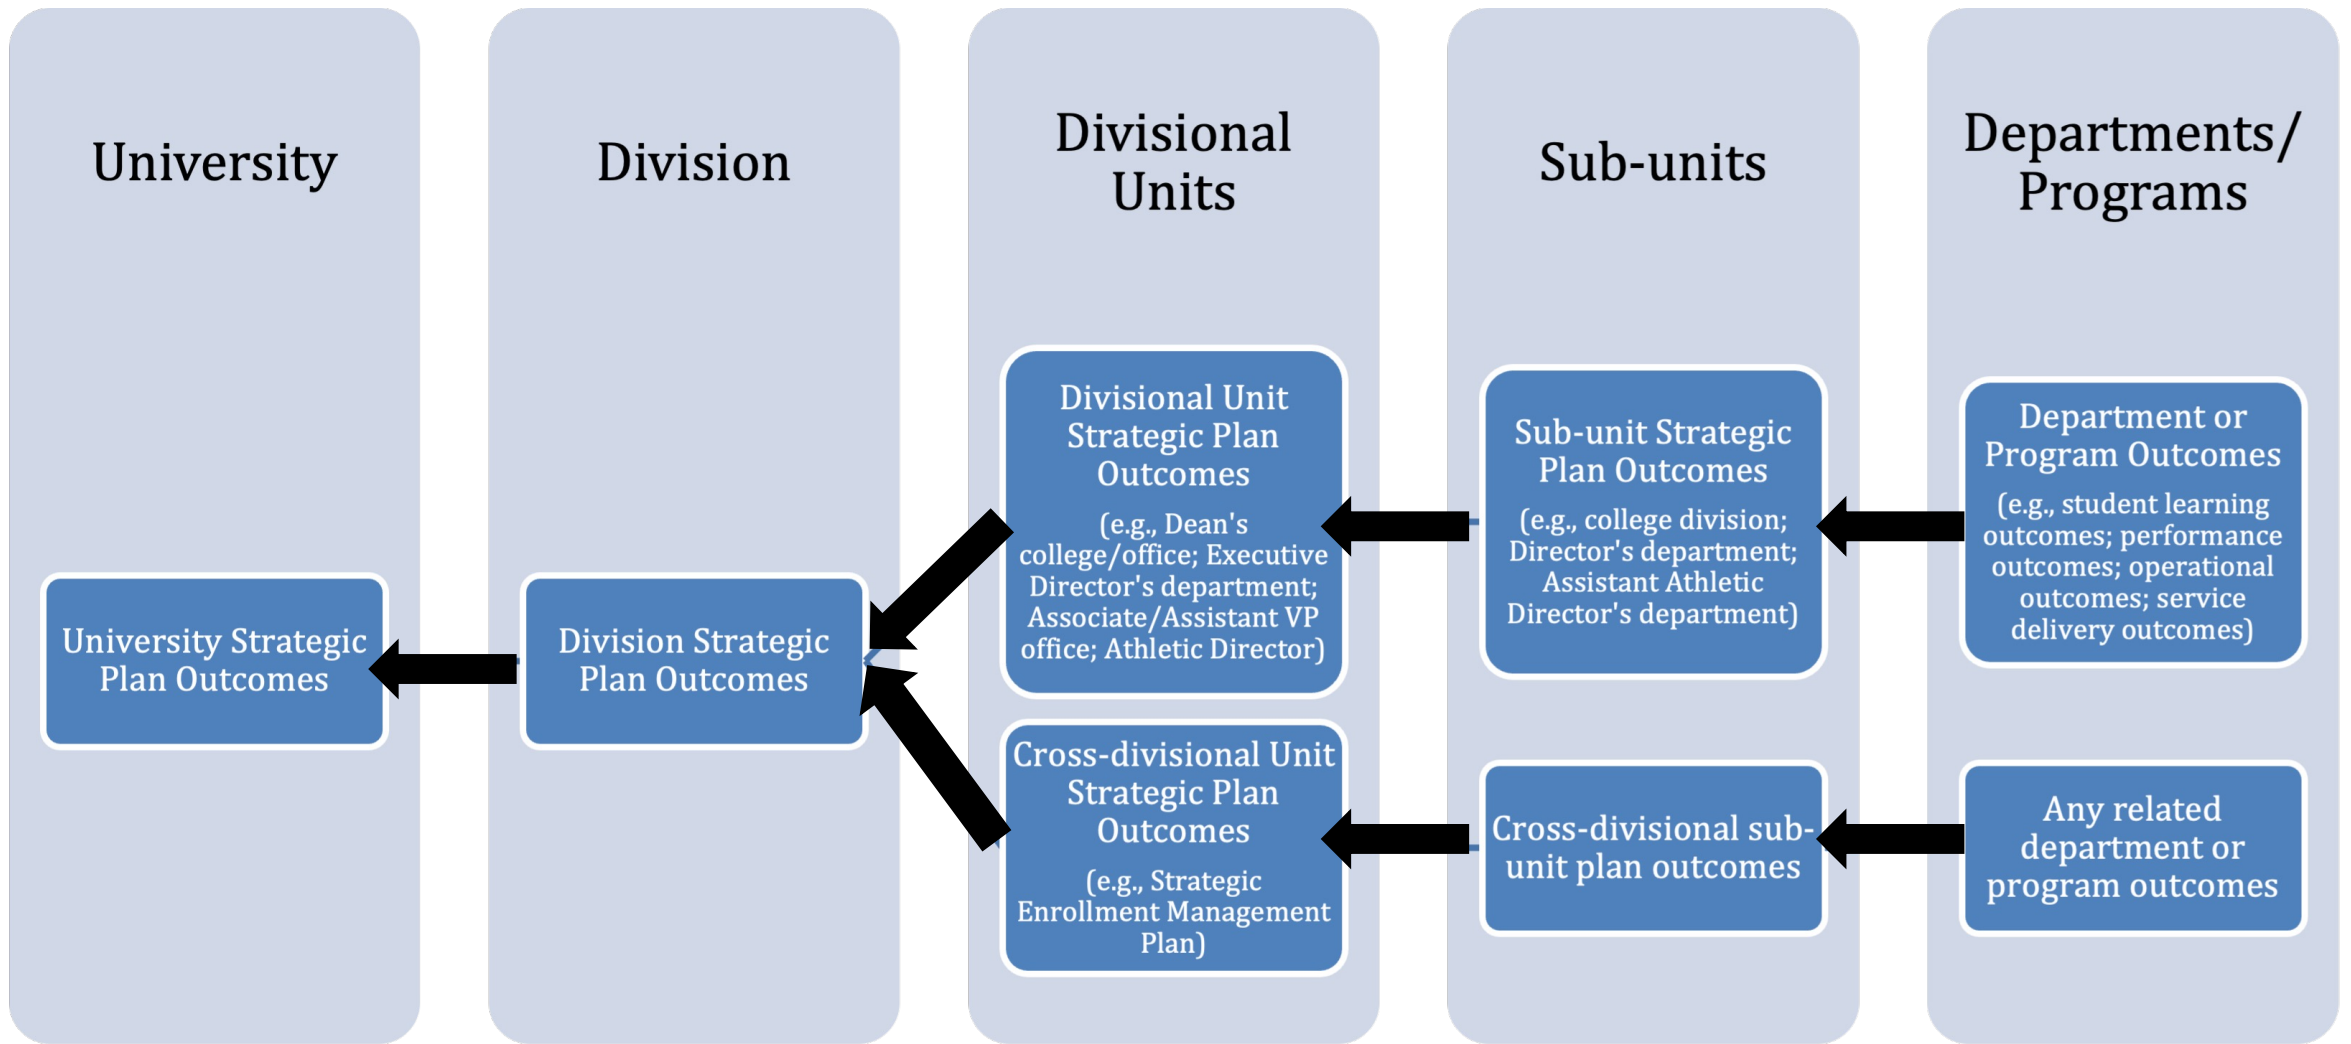 University
Division
Divisional
Units
Sub-units
Departments/
Programs
University Strategic
Plan Outcomes
Division Strategic
Plan Outcomes
Divisional Unit
Strategic Plan
Outcomes
(e.g., Dean's
college/office; Executive
Director's department;
Associate/Assistant VP
office; Athletic Director)
Cross-divisional Unit
Strategic Plan
Outcomes
(e.g., Strategic
Enrollment Management
Plan)
Sub-unit Strategic
Plan Outcomes
(e.g., college division;
Director's department;
Assistant Athletic
Director's department)
Cross-divisional sub-
unit plan outcomes
Department or
Program Outcomes
(e.g., student learning
outcomes; performance
outcomes; operational
outcomes; service
delivery outcomes)
Any related
department or
program outcomes